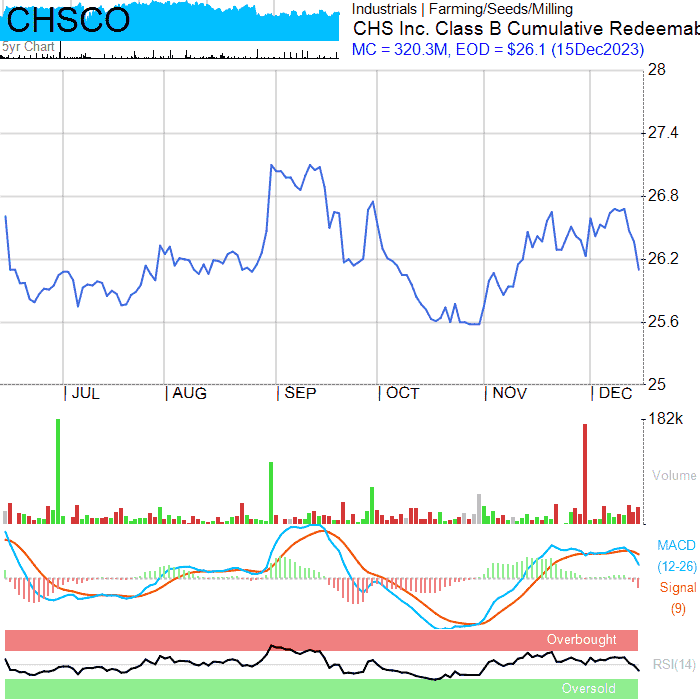 CHSCO
5yr Chart
Industrials | Farming/Seeds/Milling
CHS Inc. Class B Cumulative Redeemab
MC = 320.3M, EOD = $26.1 (15Dec2023)
28
27.4
26.8
26.2
25.6
25
JUL AUG SEP OCT NOV DEC
182k
Volume
MACD
(12-26)
Signal
(9)
Overbought
RSI(14)
Oversold